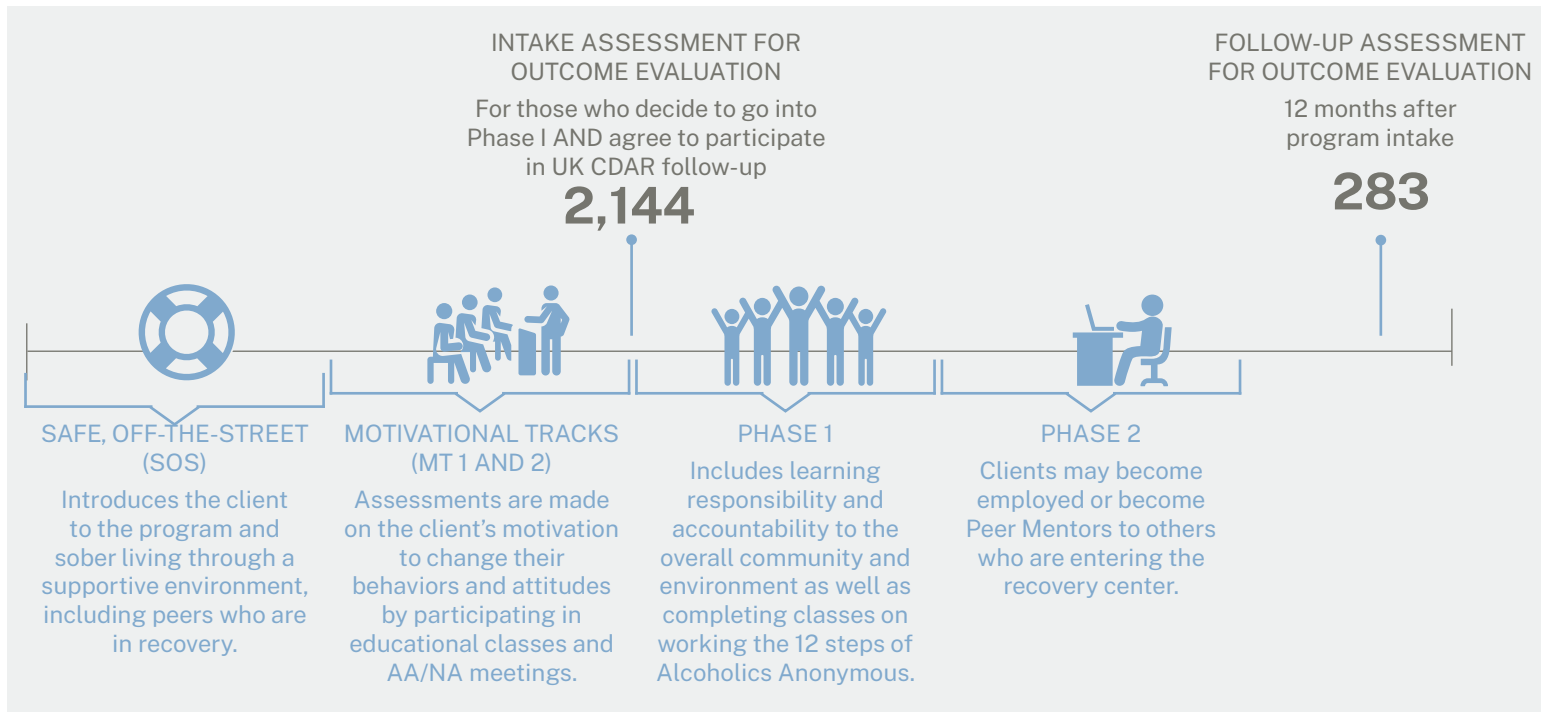 INTAKE ASSESSMENT FOR
OUTCOME EVALUATION
For those who decide to go into
Phase I AND agree to participate
in UK CDAR follow-up
2,144
FOLLOW-UP ASSESSMENT
FOR OUTCOME EVALUATION
12 months after
program intake
283
SAFE, OFF-THE-STREET
(SOS)
Introduces the client
to the program and
sober living through a
supportive environment,
including peers who are
in recovery.
MOTIVATIONAL TRACKS
(MT 1 AND 2)
Assessments are made
on the client's motivation
to change their
behaviors and attitudes
by participating in
educational classes and
AA/NA meetings.
PHASE 1
Includes learning
responsibility and
accountability to the
overall community and
environment as well as
completing classes on
working the 12 steps of
Alcoholics Anonymous.
PHASE 2
Clients may become
employed or become
Peer Mentors to others
who are entering the
recovery center.